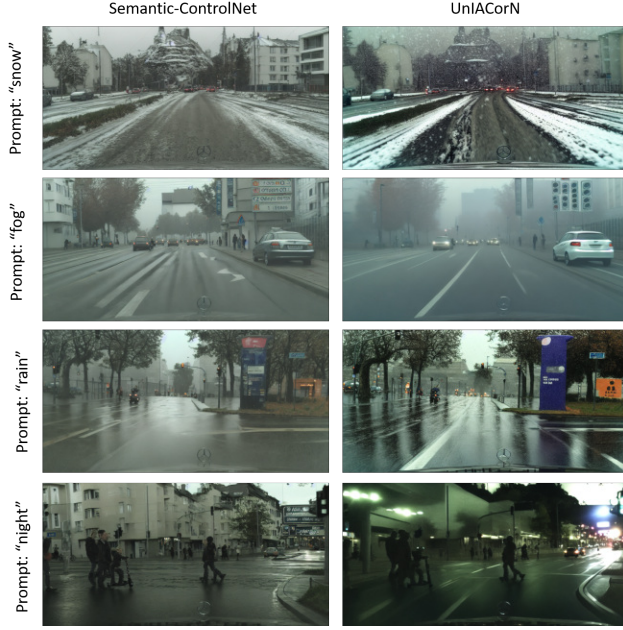 Semantic-ControlNet UnIACorN
Prompt: “snow”
Prompt: “fog”
Prompt: “rain”
Prompt: “night”